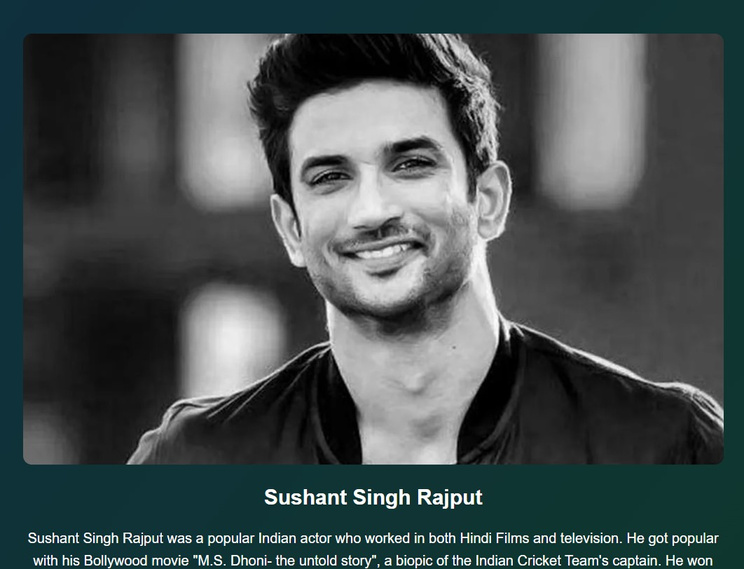 Sushant Singh Rajput
Sushant Singh Rajput was a popular Indian actor who worked in both Hindi Films and television. He got popular
with his Bollywood movie "M.S. Dhoni- the untold story", a biopic of the Indian Cricket Team's captain. He won